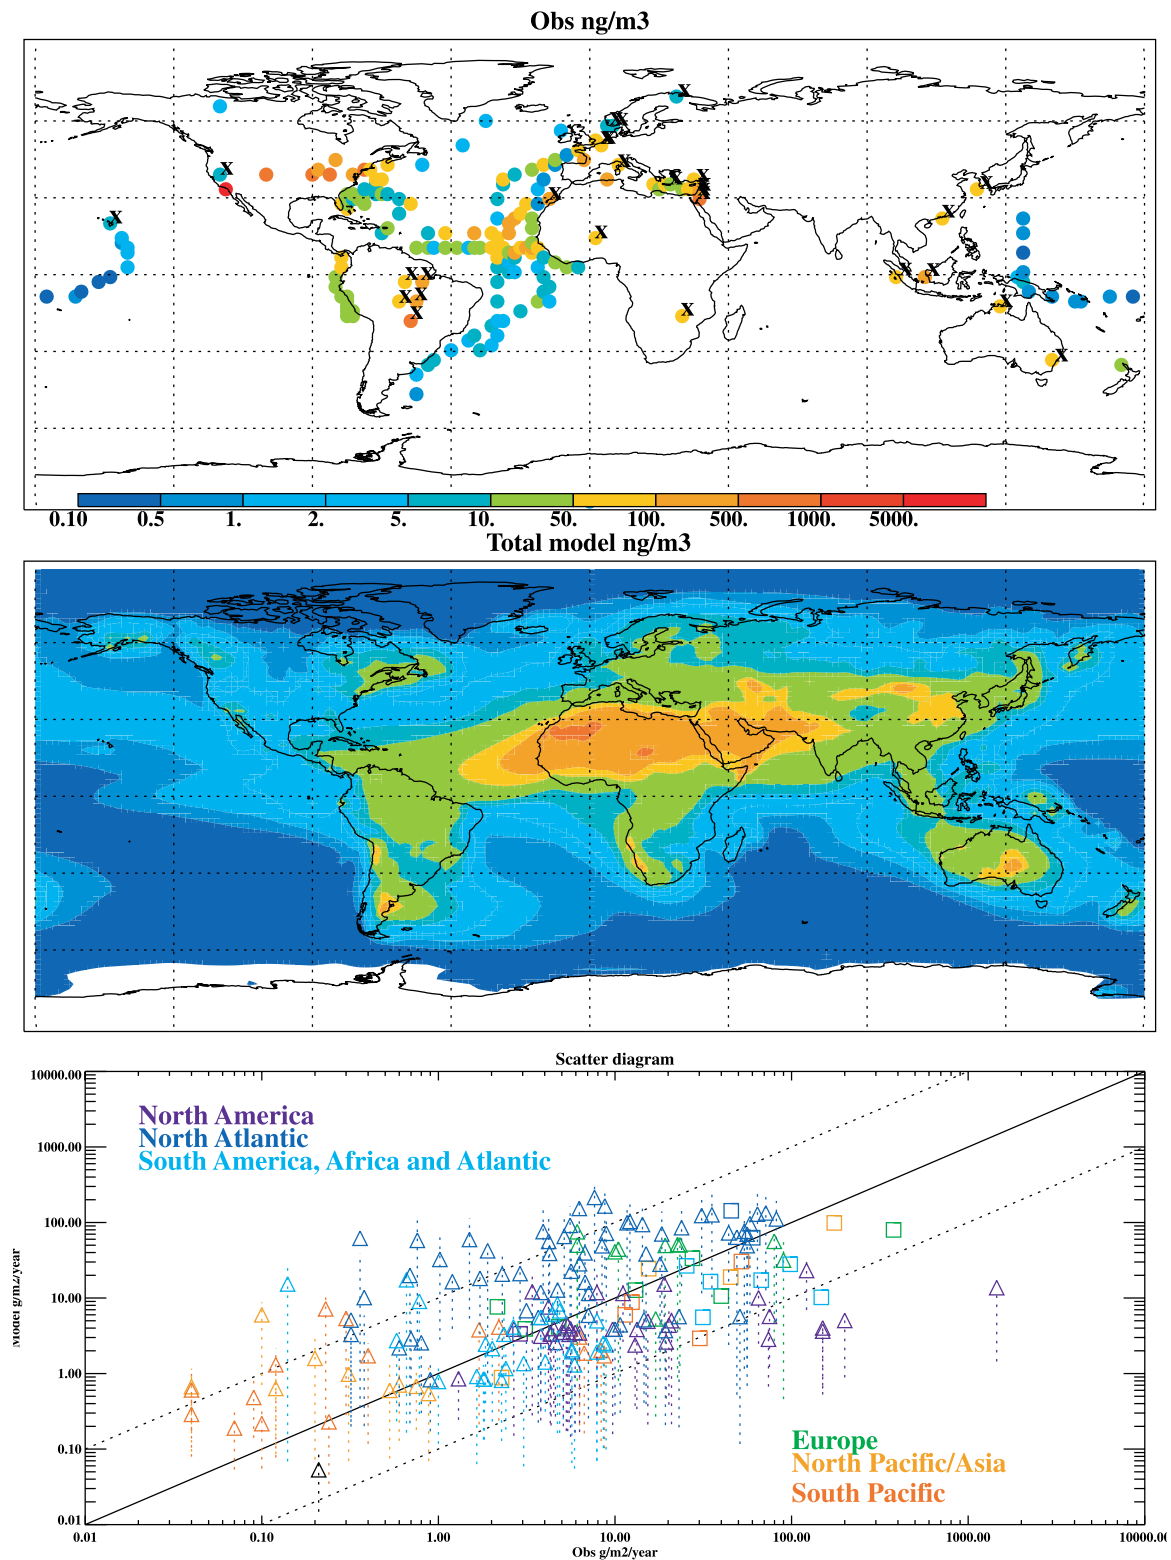 Obs ng/m3
X X X X X X X X X X X X X X X X X X X X X X X X X X
0.10 0.5 1. 2. 5. 10. 50. 100. 500. 1000. 5000.
Total model ng/m3
Scatter diagram
10000.00
1000.00
100.00
10.00
1.00
0.10
0.01
Model g/m2/year
North America
North Atlantic
South America, Africa and Atlantic
Europe
North Pacific/Asia
South Pacific
0.01 0.10 1.00 10.00 100.00 1000.00 10000.00
Obs g/m2/year